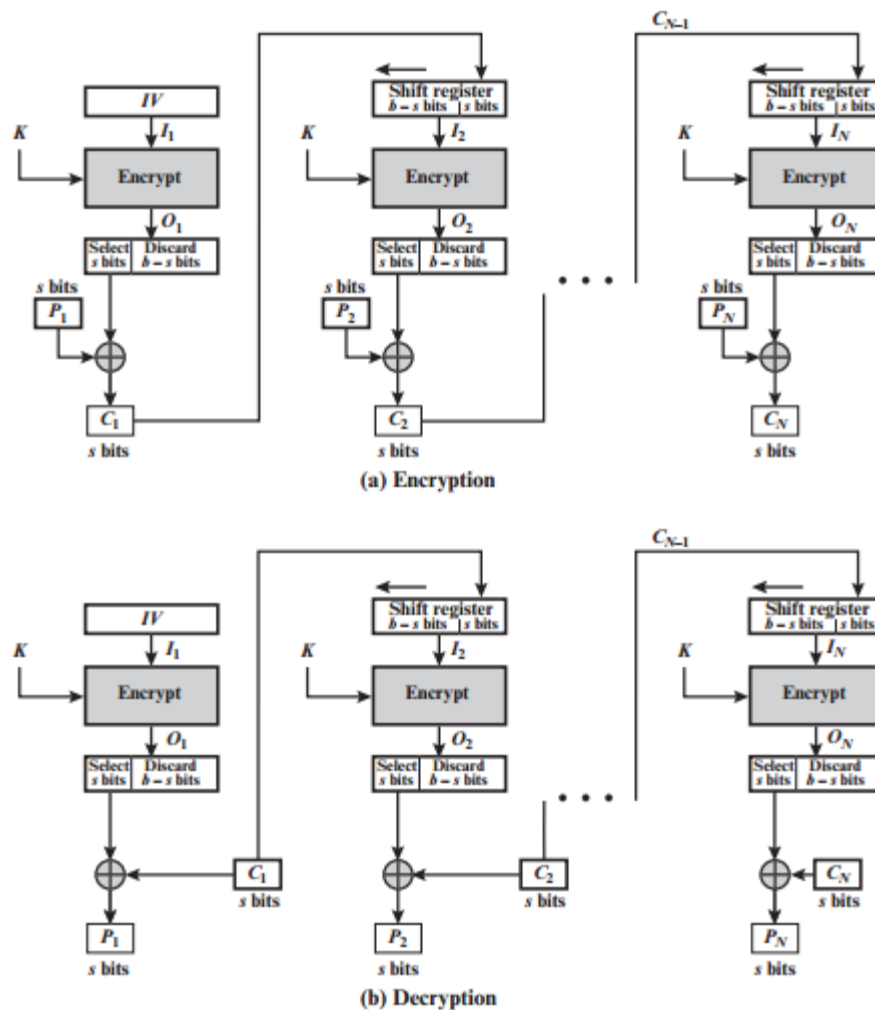 C_{N-1}
IV
Shift register
b – s bits | s bits
Shift register
b – s bits | s bits
K
I_1
K
I_2
K
I_N
Encrypt
Encrypt
Encrypt
O_1
O_2
O_N
Select
s bits
Discard
b – s bits
Select
s bits
Discard
b – s bits
Select
s bits
Discard
b – s bits
s bits
P_1
s bits
P_2
s bits
P_N
C_1
s bits
C_2
s bits
C_N
s bits
(a) Encryption
C_{N-1}
IV
Shift register
b – s bits | s bits
Shift register
b – s bits | s bits
K
I_1
K
I_2
K
I_N
Encrypt
Encrypt
Encrypt
O_1
O_2
O_N
Select
s bits
Discard
b – s bits
Select
s bits
Discard
b – s bits
Select
s bits
Discard
b – s bits
C_1
s bits
C_2
s bits
C_N
s bits
P_1
s bits
P_2
s bits
P_N
s bits
(b) Decryption